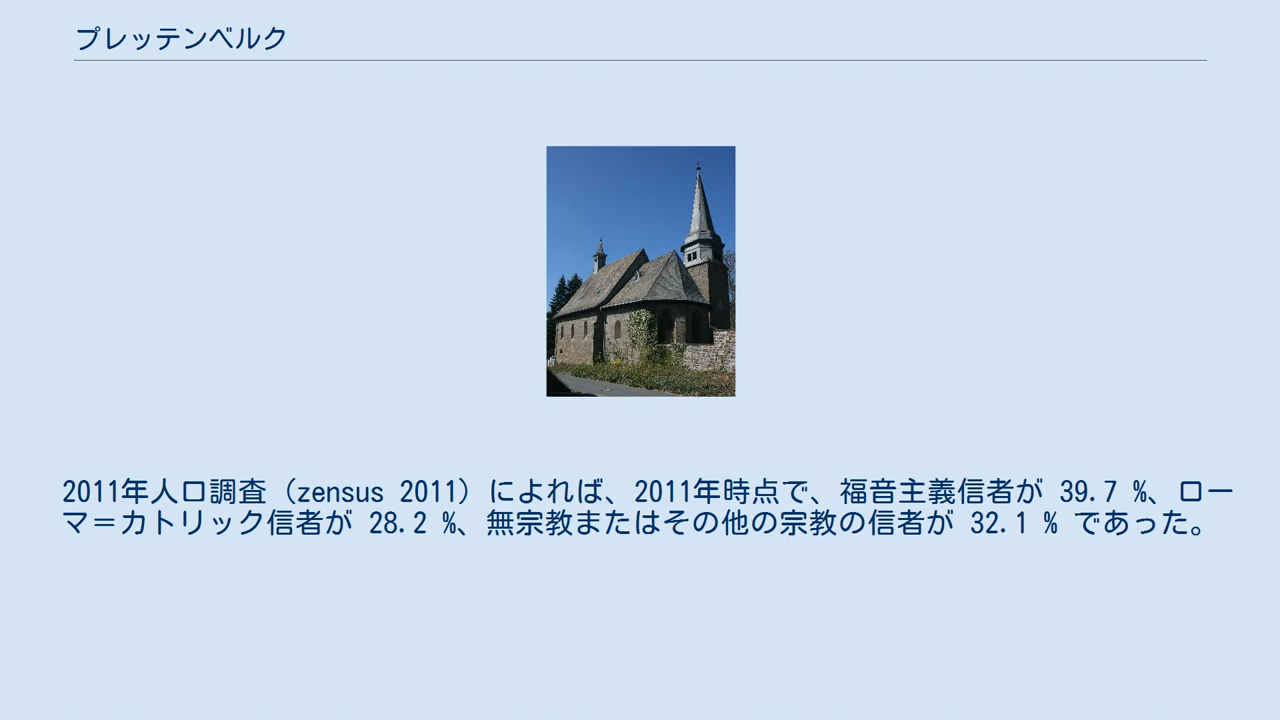 プレッテンベルク
2011年人口調査（zensus 2011）によれば、2011年時点で、福音主義信者が 39.7 %、ロー
マ＝カトリック信者が 28.2 %、無宗教またはその他の宗教の信者が 32.1 % であった。